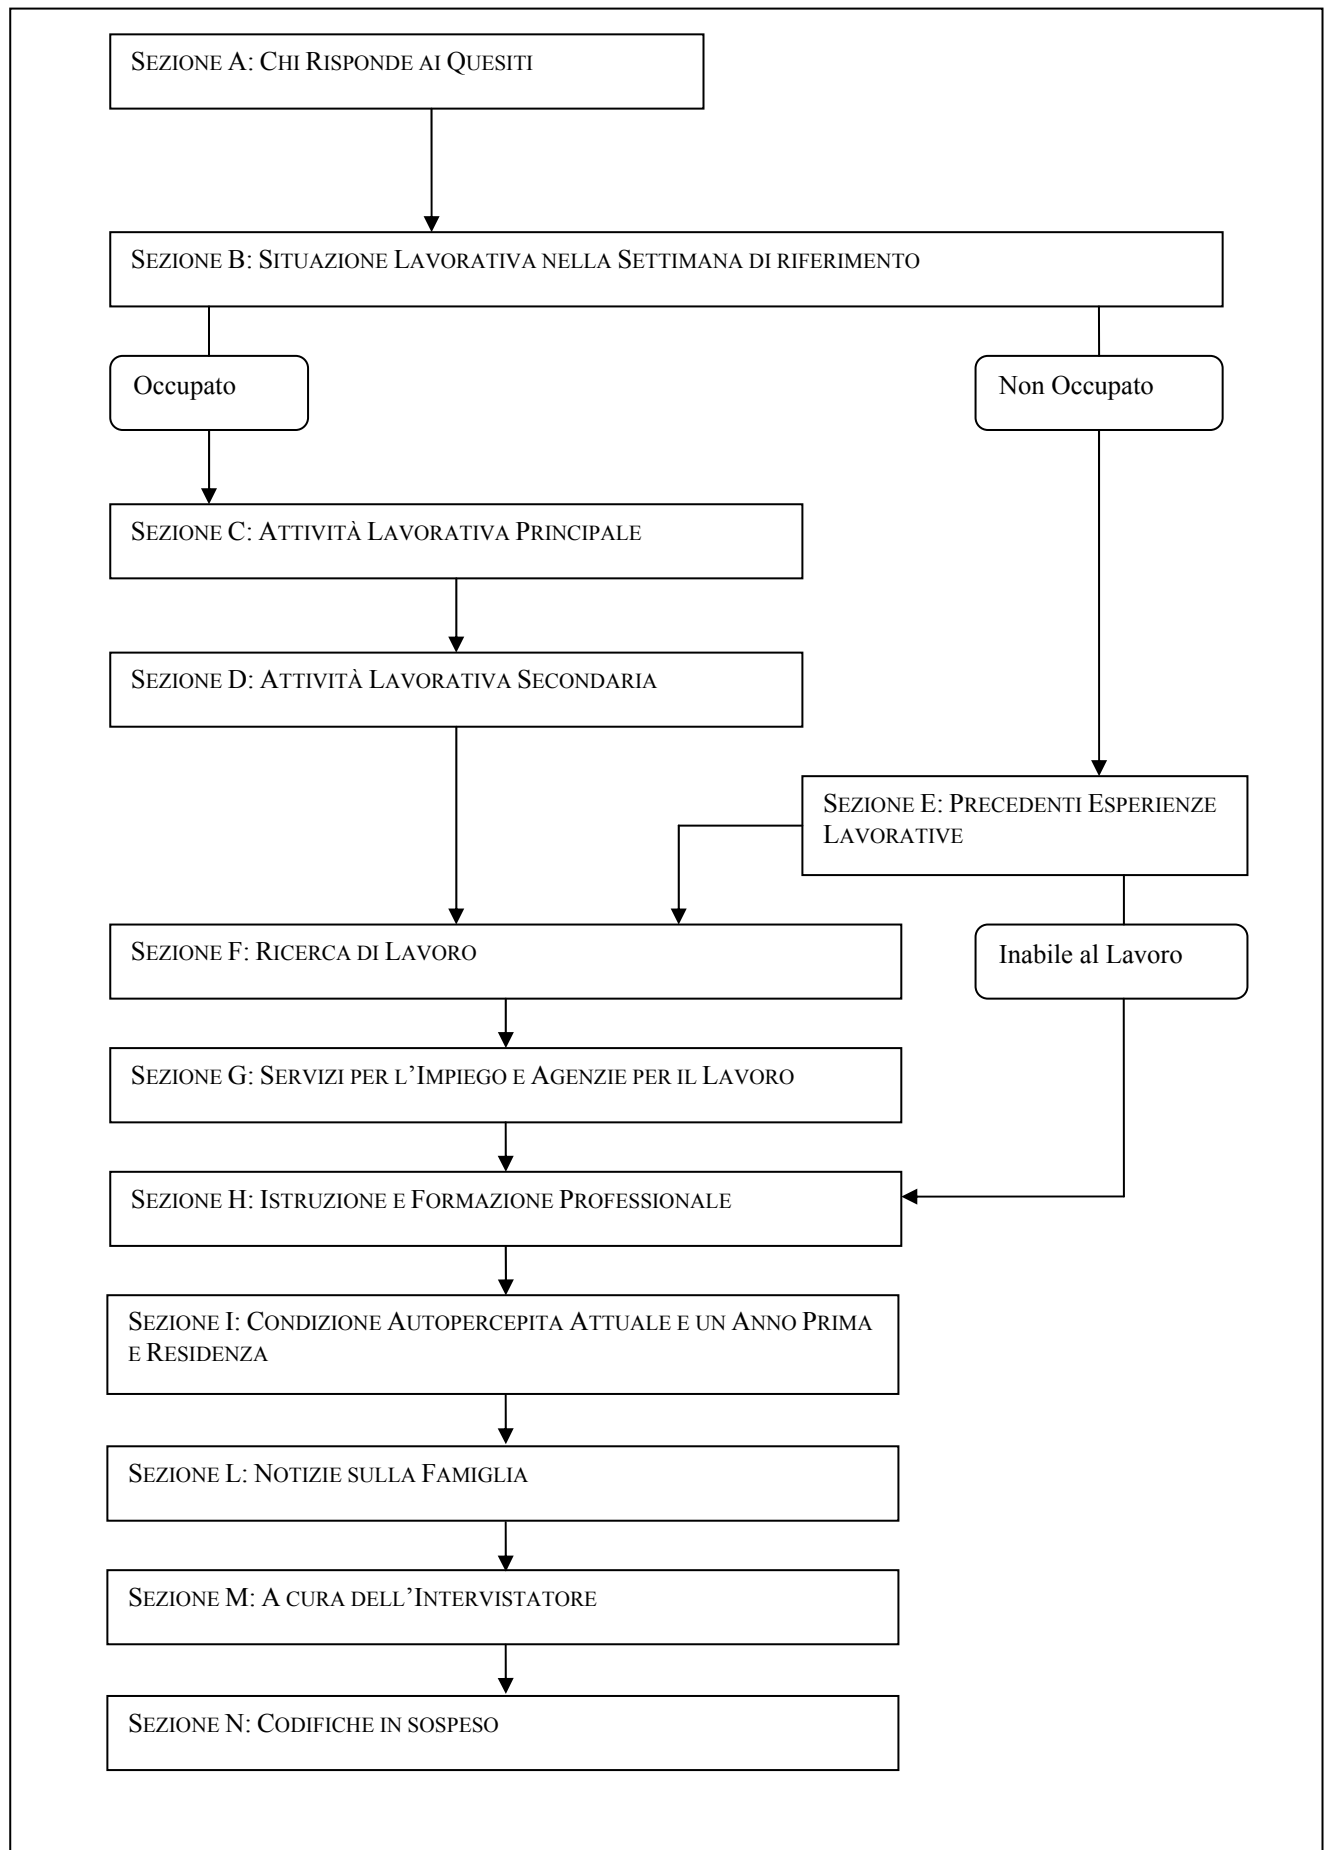 Sezione A: Chi Risponde ai Quesiti
Sezione B: Situazione Lavorativa nella Settimana di riferimento
Occupato
Non Occupato
Sezione C: Attività Lavorativa Principale
Sezione D: Attività Lavorativa Secondaria
Sezione E: Precedenti Esperienze
Lavorative
Sezione F: Ricerca di Lavoro
Inabile al Lavoro
Sezione G: Servizi per l’Impiego e Agenzie per il Lavoro
Sezione H: Istruzione e Formazione Professionale
Sezione I: Condizione Autopercepita Attuale e un Anno Prima
e Residenza
Sezione L: Notizie sulla Famiglia
Sezione M: A cura dell’Intervistatore
Sezione N: Codifiche in sospeso